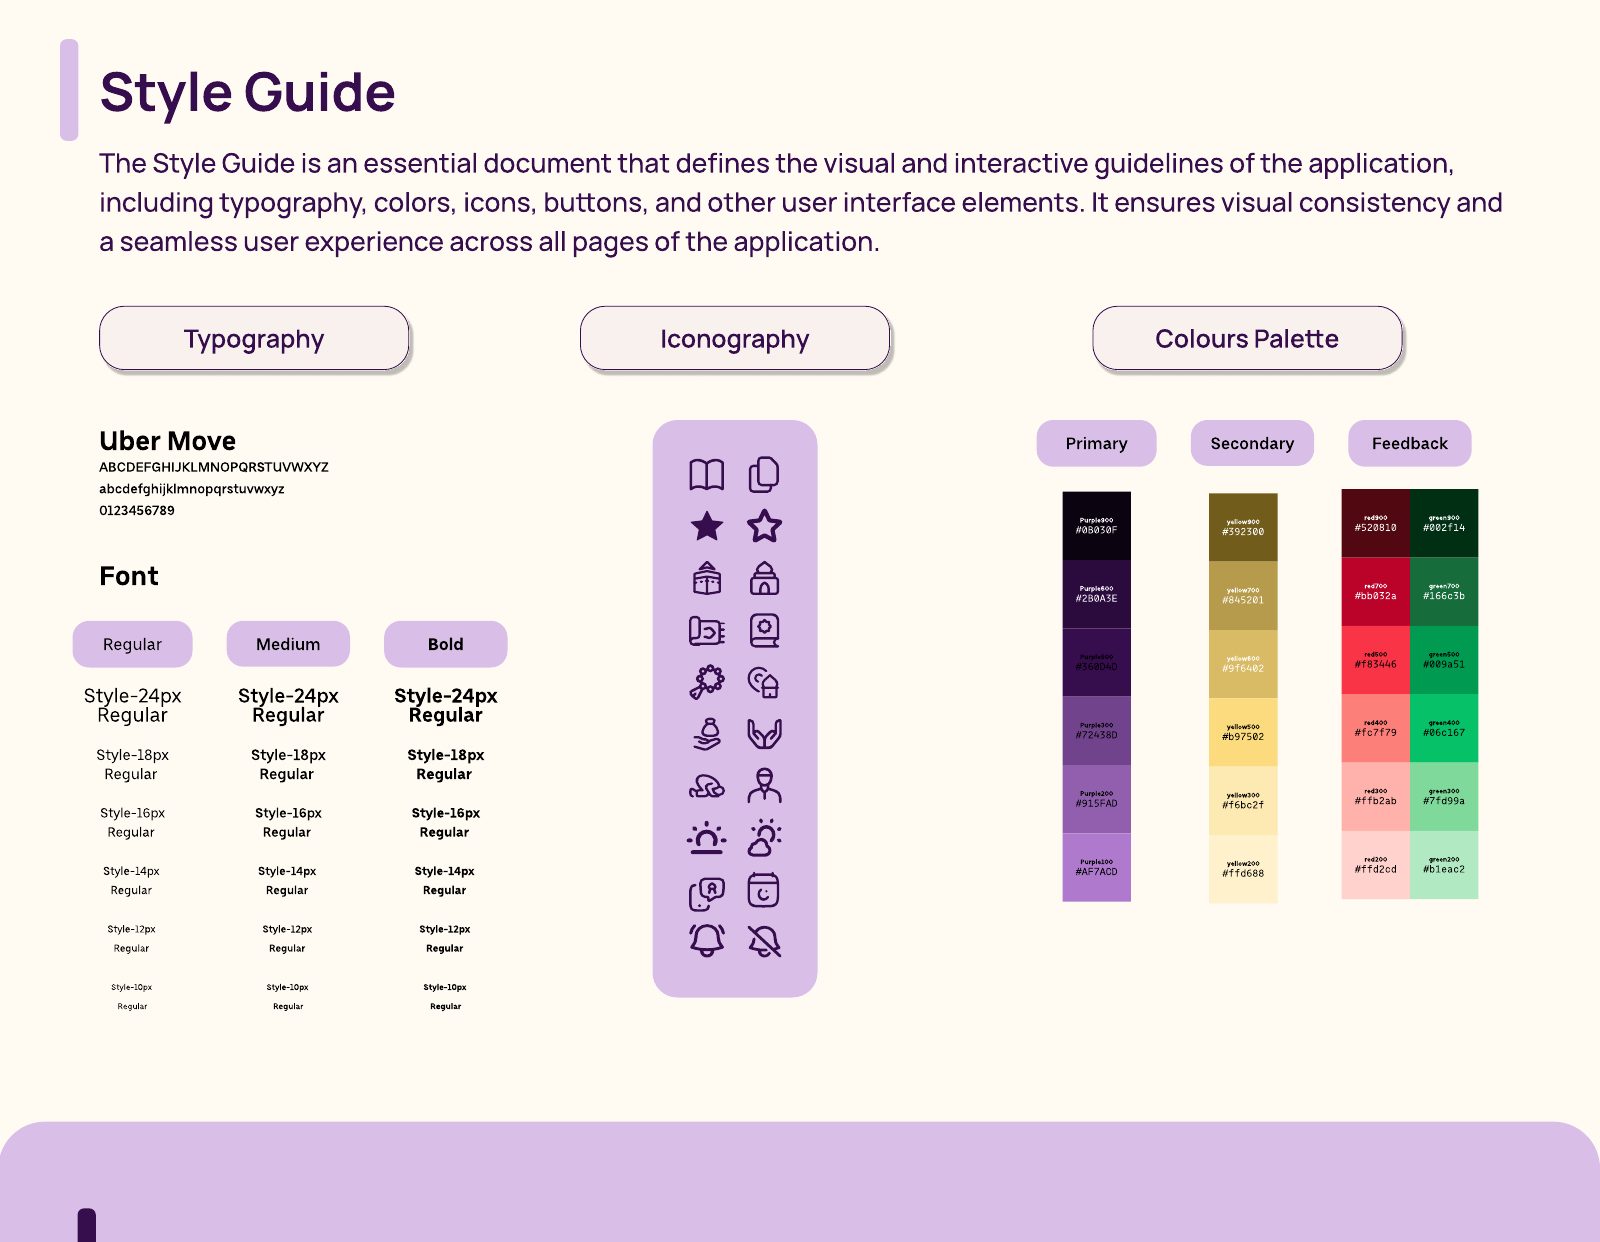 Style Guide
The Style Guide is an essential document that defines the visual and interactive guidelines of the application,
including typography, colors, icons, buttons, and other user interface elements. It ensures visual consistency and
a seamless user experience across all pages of the application.
Typography
Uber Move
ABCDEFGHIJKLMNOPQRSTUVWXYZ
abcdefghijklmnopqrstuvwxyz
0123456789
Font
Regular
Medium
Bold
Style-24px
Regular
Style-24px
Regular
Style-24px
Regular
Style-18px
Regular
Style-18px
Regular
Style-18px
Regular
Style-16px
Regular
Style-16px
Regular
Style-16px
Regular
Style-14px
Regular
Style-14px
Regular
Style-14px
Regular
Style-12px
Regular
Style-12px
Regular
Style-12px
Regular
Style-10px
Regular
Style-10px
Regular
Style-10px
Regular
Iconography
Colours Palette
Primary
Purple900
#0B030F
Purple600
#2B0A3E
Purple500
#360D4D
Purple300
#72438D
Purple200
#915FAD
Purple100
#AF7ACD
Secondary
yellow900
#392300
yellow700
#845201
yellow600
#9f6402
yellow500
#b97502
yellow300
#f6bc2f
yellow200
#ffd688
Feedback
red900
#520810
green900
#002f14
red700
#bb032a
green700
#166c3b
red500
#f83446
green500
#009a51
red400
#fc7f79
green400
#06c167
red300
#ffb2ab
green300
#7fd99a
red200
#ffd2cd
green200
#b1eac2